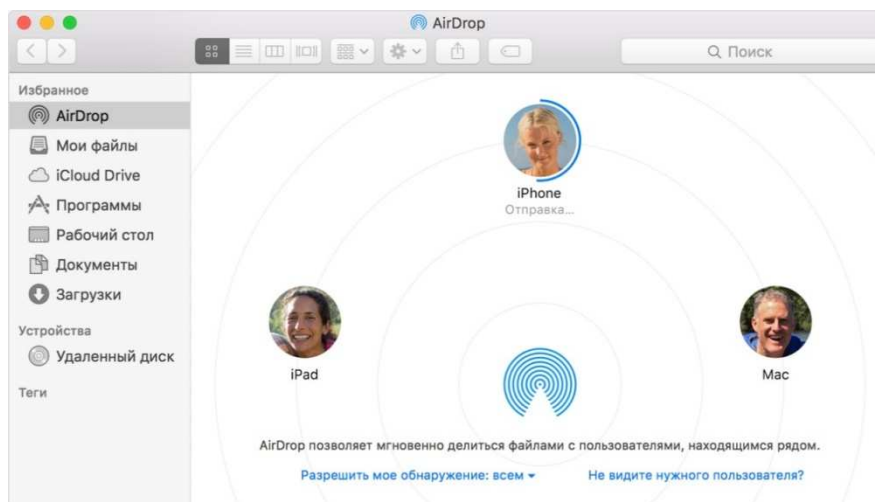 AirDrop
Поиск
Избранное
AirDrop
Мои файлы
iCloud Drive
Программы
Рабочий стол
Документы
Загрузки
Устройства
Удаленный диск
Теги
iPhone
Отправка...
iPad
Mac
AirDrop позволяет мгновенно делиться файлами с пользователями, находящимся рядом.
Разрешить мое обнаружение: всем
Не видите нужного пользователя?